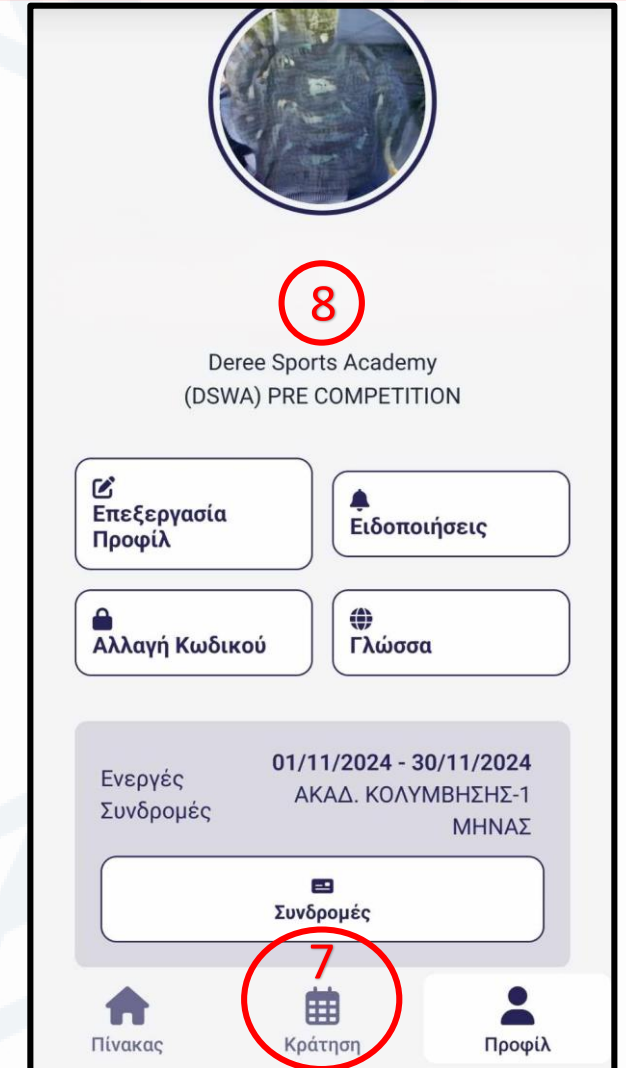 8
Deree Sports Academy
(DSWA) PRE COMPETITION
Επεξεργασία
Προφίλ
Ειδοποιήσεις
Αλλαγή Κωδικού
Γλώσσα
Ενεργές
Συνδρομές
01/11/2024 - 30/11/2024
ΑΚΑΔ. ΚΟΛΥΜΒΗΣΗΣ-1
ΜΗΝΑΣ
Συνδρομές
7
Πίνακας
Κράτηση
Προφίλ